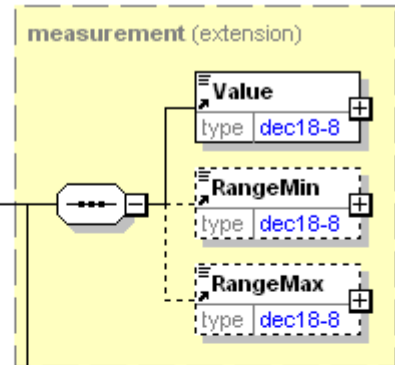 measurement (extension)
Value
type dec18-8
RangeMin
type dec18-8
RangeMax
type dec18-8